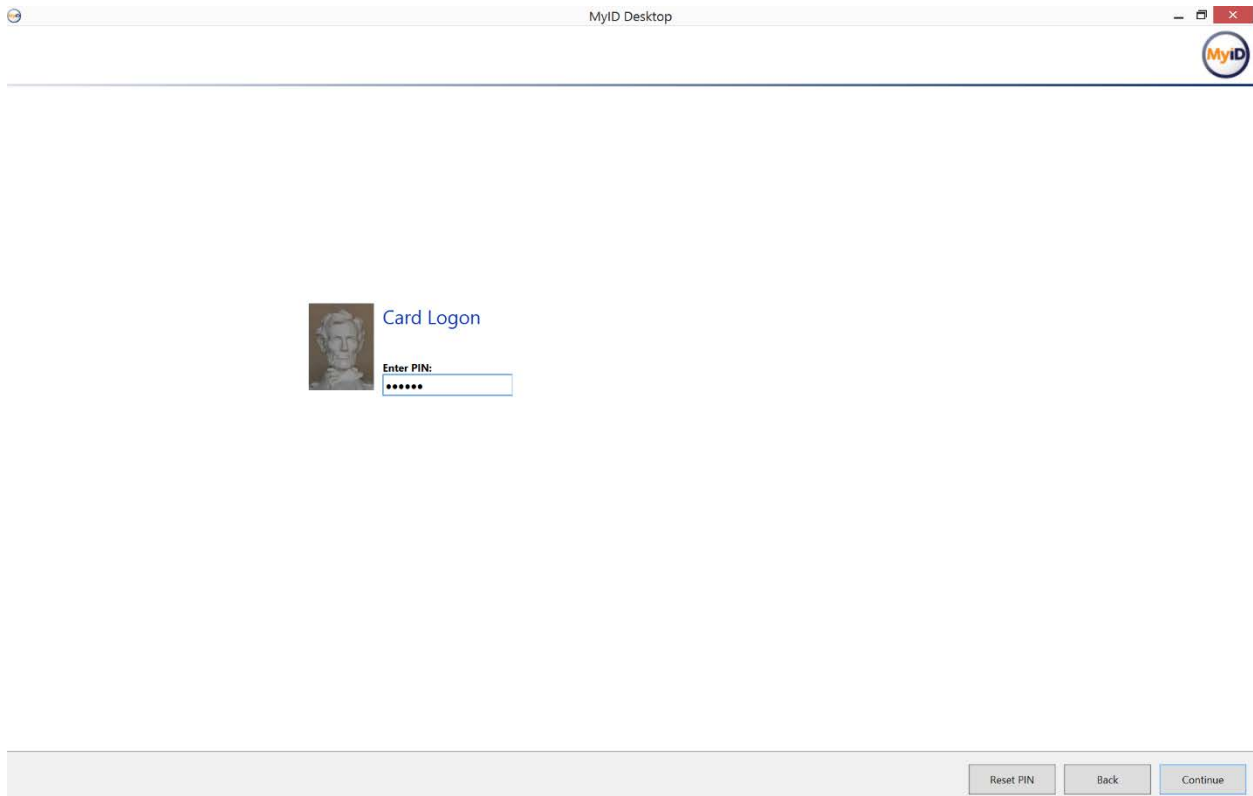 MyID Desktop
MyiD
Card Logon
Enter PIN:
••••••
Reset PIN
Back
Continue